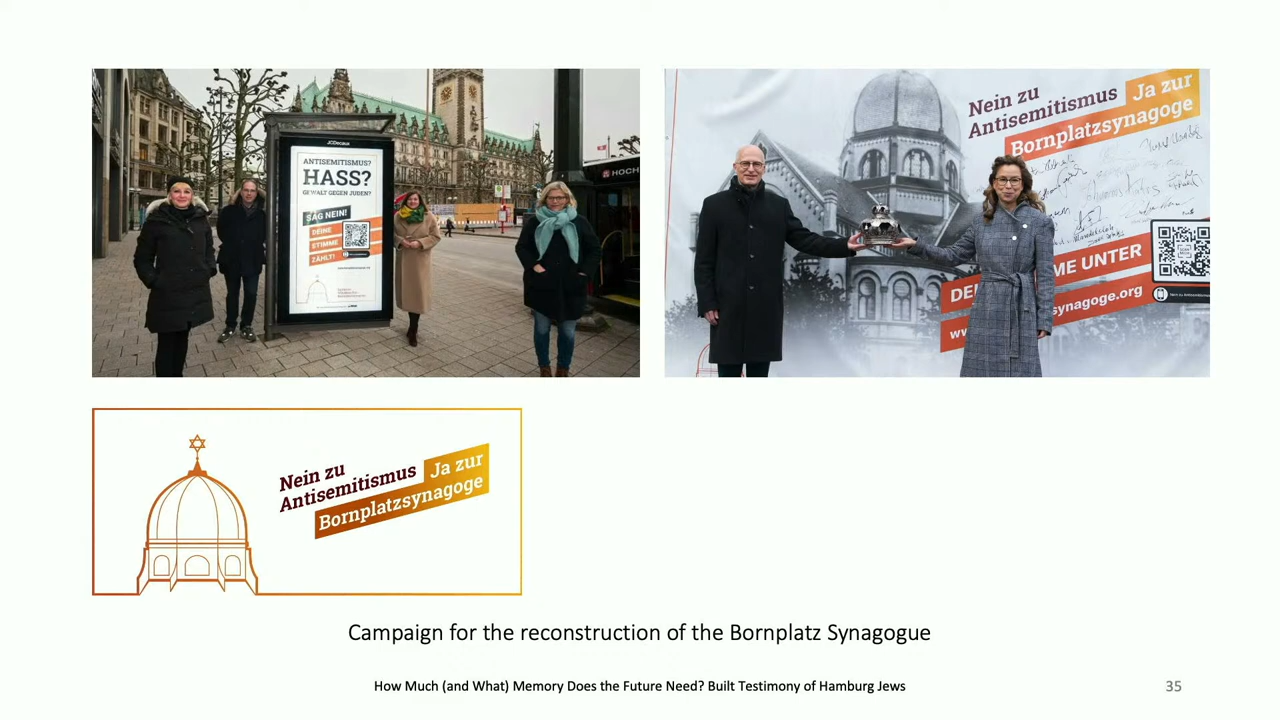 JCDecaux
ANTISEMITISMUS?
HASS?
GEWALT GEGEN JUDEN?
SAG NEIN!
DEINE
STIMME
ZÄHLT!
HOCH
Nein zu
Antisemitismus Ja zur
Bornplatzsynagoge
ME UNTER
synagoge.org
Nein zu
Antisemitismus Ja zur
Bornplatzsynagoge
Campaign for the reconstruction of the Bornplatz Synagogue
How Much (and What) Memory Does the Future Need? Built Testimony of Hamburg Jews
35